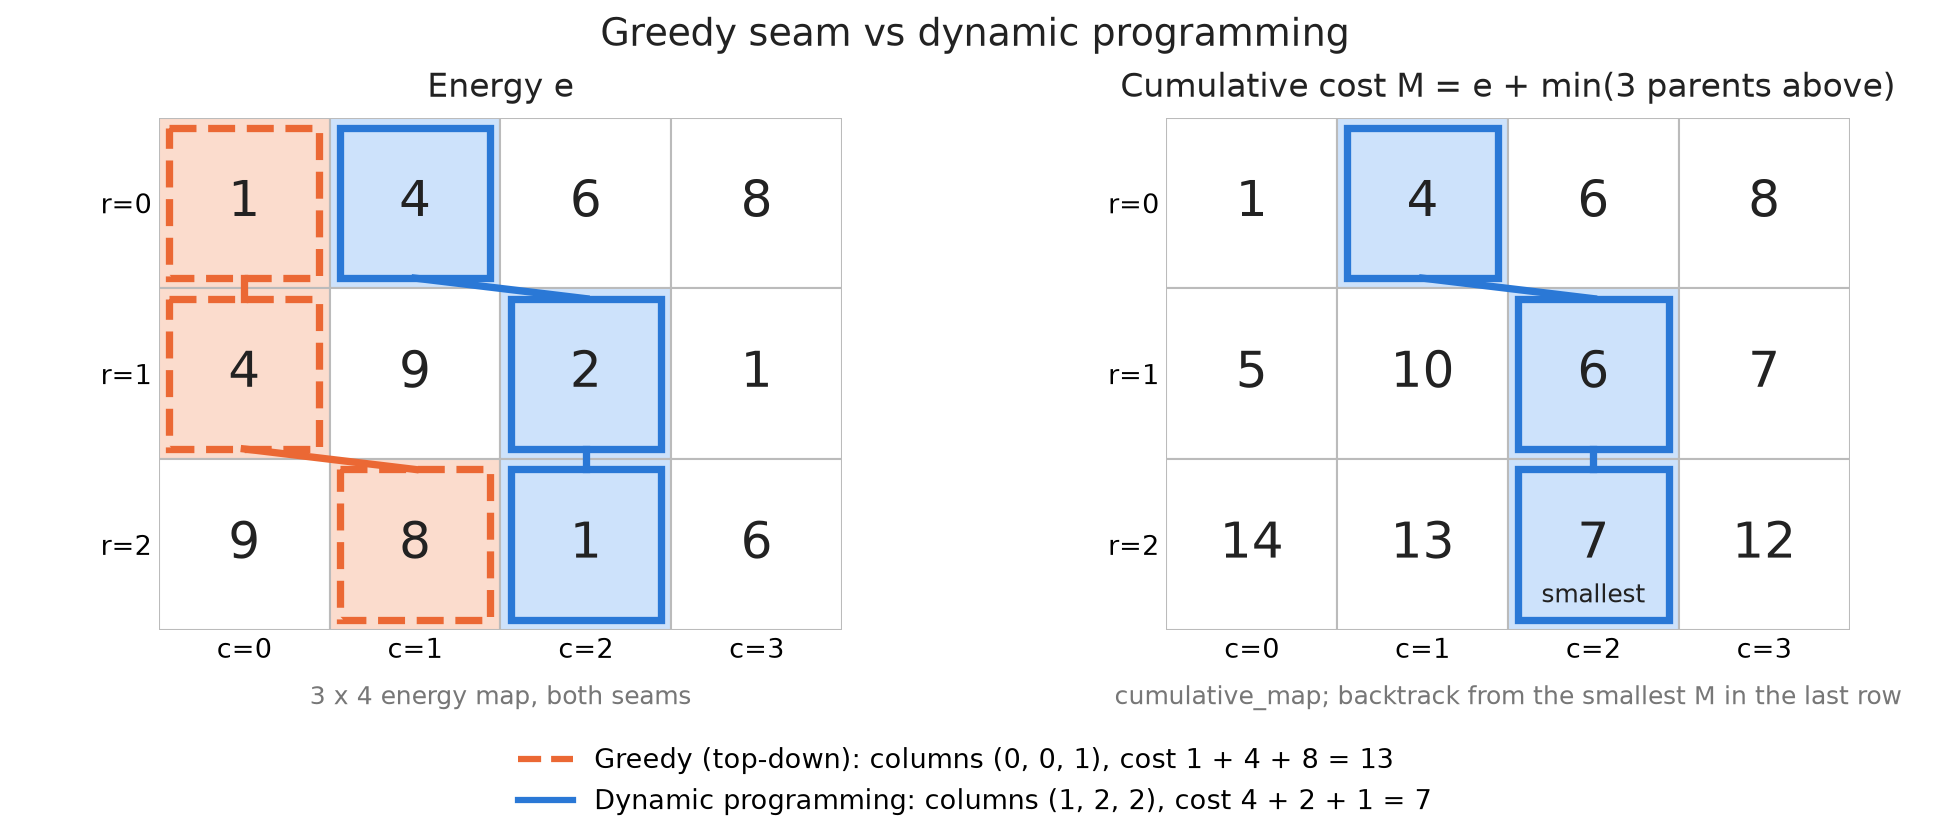 Greedy seam vs dynamic programming
Energy e
r=0 1 4 6 8
r=1 4 9 2 1
r=2 9 8 1 6
c=0 c=1 c=2 c=3
3 x 4 energy map, both seams
Cumulative cost M = e + min(3 parents above)
r=0 1 4 6 8
r=1 5 10 6 7
r=2 14 13 7 12
smallest
c=0 c=1 c=2 c=3
cumulative_map; backtrack from the smallest M in the last row
Greedy (top-down): columns (0, 0, 1), cost 1 + 4 + 8 = 13
Dynamic programming: columns (1, 2, 2), cost 4 + 2 + 1 = 7